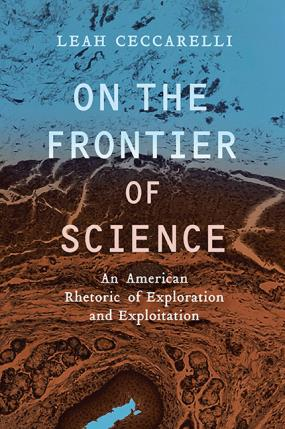 LEAH CECCARELLI
ON THE
FRONTIER
OF
SCIENCE
An American
Rhetoric of Exploration
and Exploitation